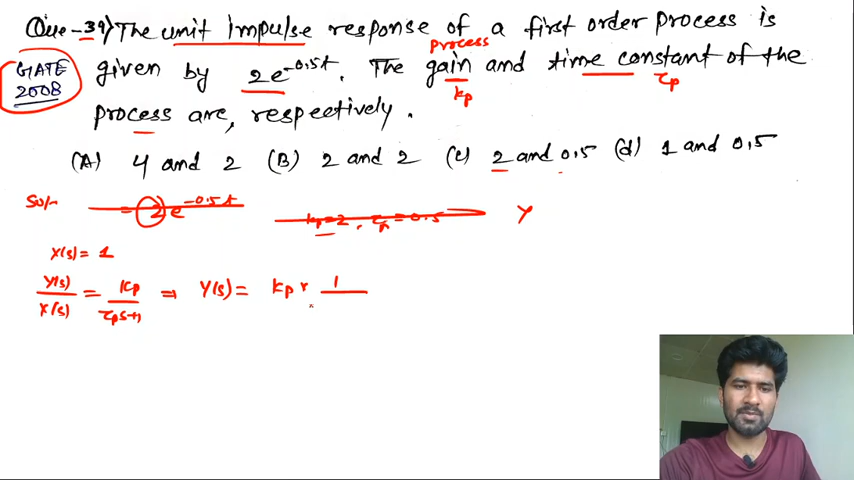 Que-39) The unit impulse response of a first order process is
GATE 2008
given by 2e^-0.5t. The gain and time constant of the
process
Kp
τp
process are, respectively.
(A) 4 and 2 (B) 2 and 2 (C) 2 and 0.5 (d) 1 and 0.5
Soln
= 2e^-0.5t
Kp=2, τp=0.5
Y
X(s) = 1
Y(s)/X(s) = Kp/τps+1 ⇒ Y(s) = Kp × 1